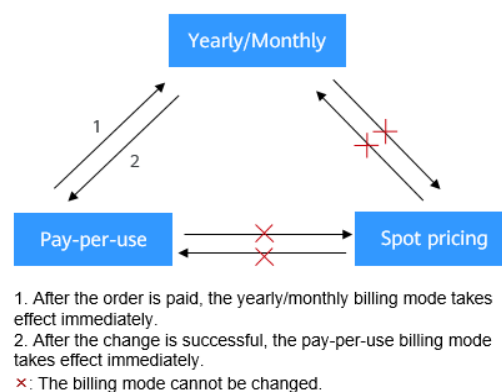 Yearly/Monthly
1
2
Pay-per-use
Spot pricing
1. After the order is paid, the yearly/monthly billing mode takes
effect immediately.
2. After the change is successful, the pay-per-use billing mode
takes effect immediately.
×: The billing mode cannot be changed.